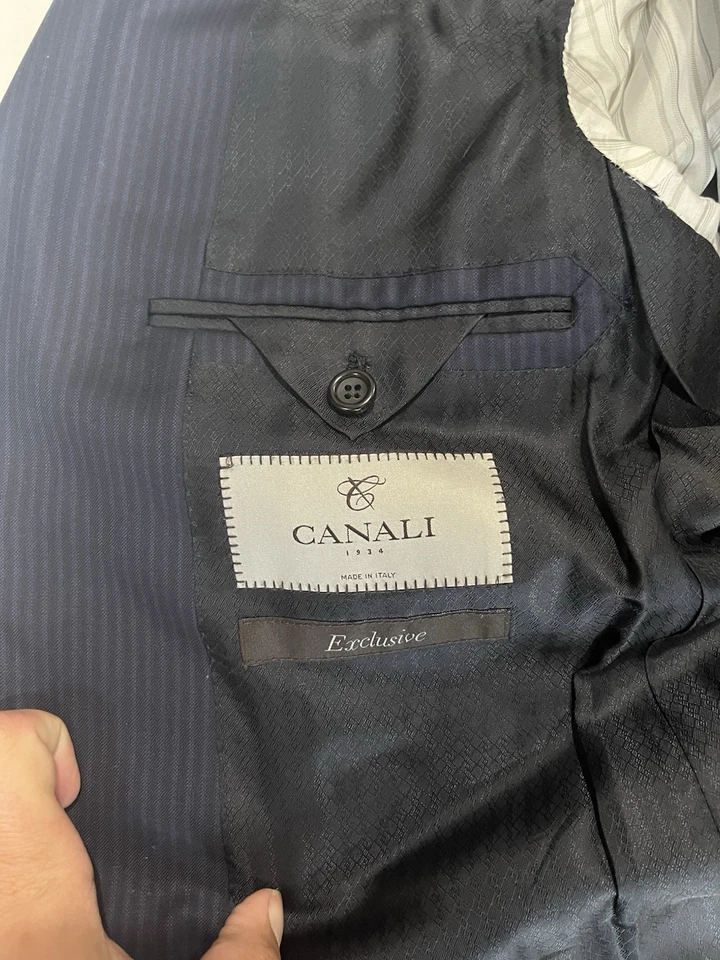 CANALI
1934
MADE IN ITALY
Exclusive